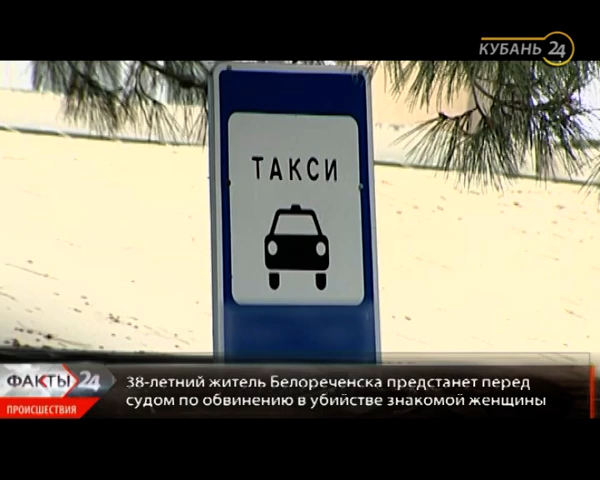 КУБАНЬ 24
ТАКСИ
ФАКТЫ 24
ПРОИСШЕСТВИЯ
38-летний житель Белореченска предстанет перед
судом по обвинению в убийстве знакомой женщины